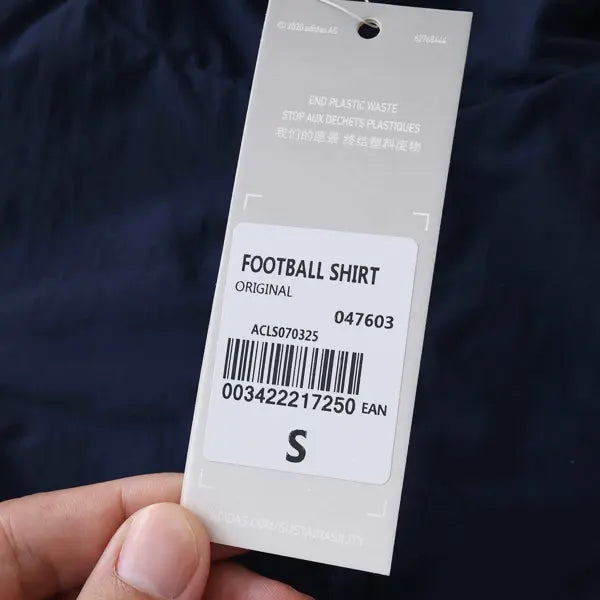 © 2020 adidas AG
62768444
END PLASTIC WASTE
STOP AUX DECHETS PLASTIQUES
我们的愿景 终结塑料废物
FOOTBALL SHIRT
ORIGINAL
047603
ACLS070325
003422217250 EAN
S